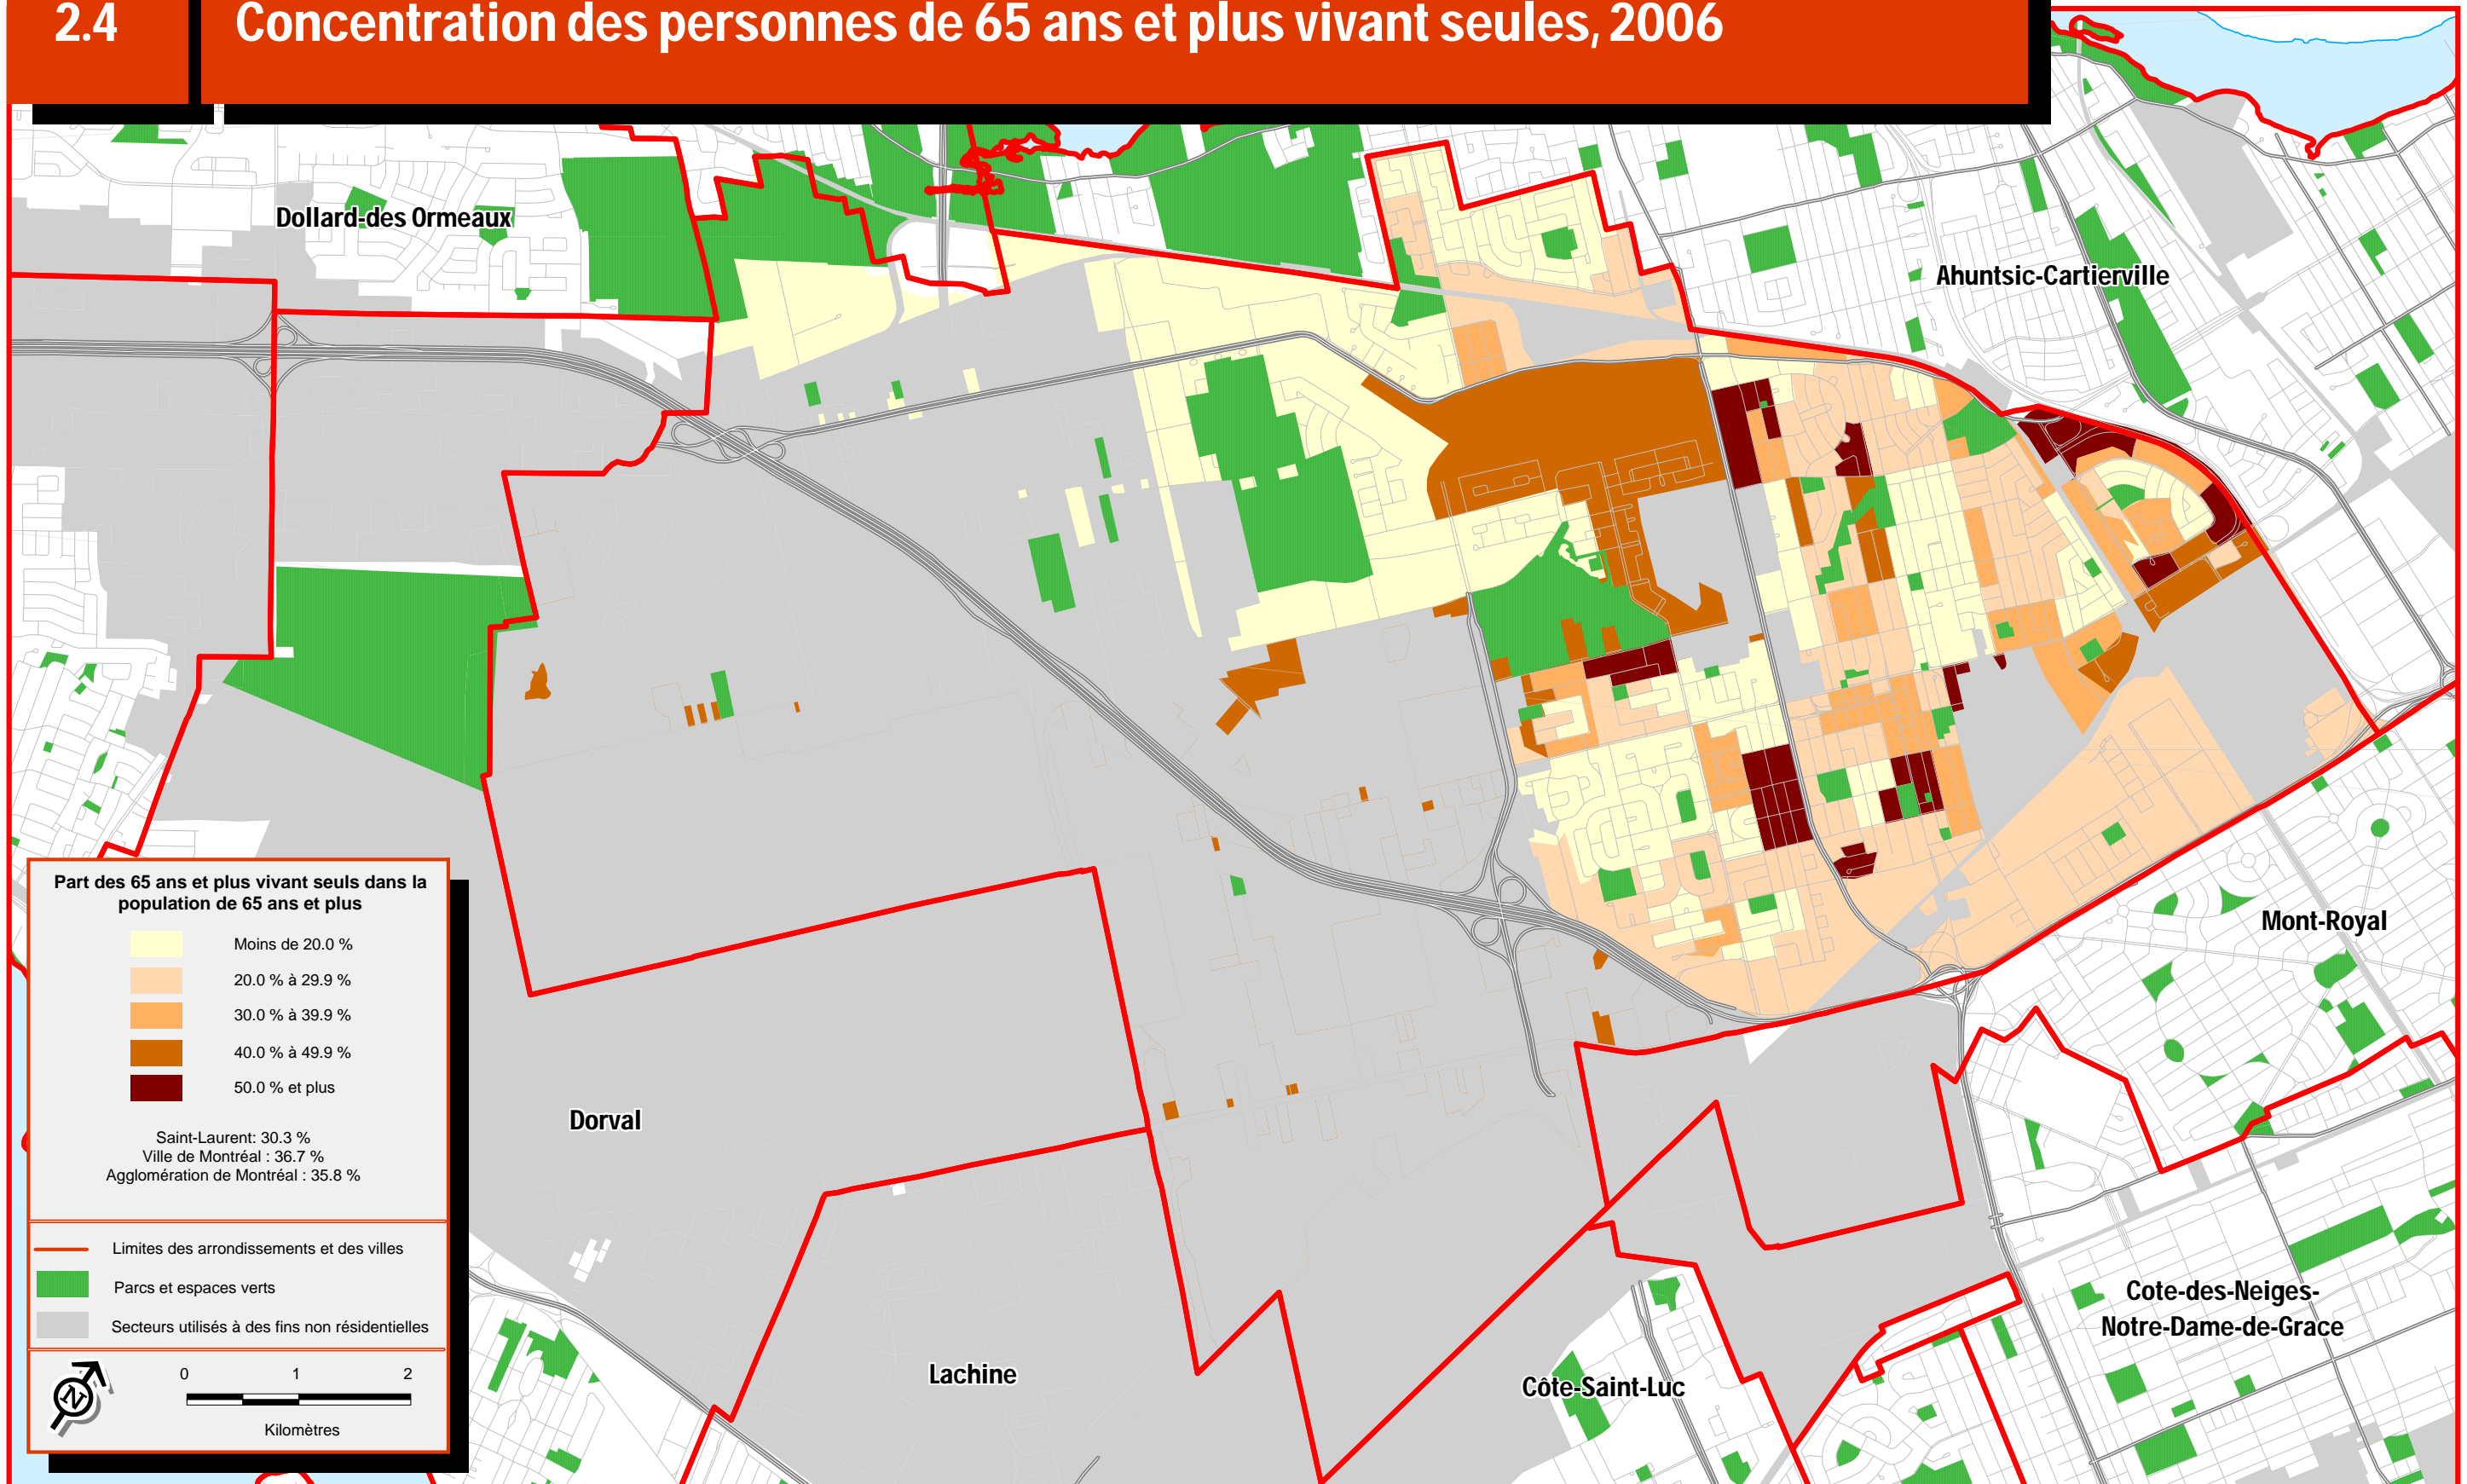 2.4
Concentration des personnes de 65 ans et plus vivant seules, 2006
Dollard-des Ormeaux
Ahuntsic-Cartierville
Mont-Royal
Dorval
Lachine
Côte-Saint-Luc
Cote-des-Neiges-
Notre-Dame-de-Grace
Part des 65 ans et plus vivant seuls dans la
population de 65 ans et plus
Moins de 20.0 %
20.0 % à 29.9 %
30.0 % à 39.9 %
40.0 % à 49.9 %
50.0 % et plus
Saint-Laurent: 30.3 %
Ville de Montréal : 36.7 %
Agglomération de Montréal : 35.8 %
Limites des arrondissements et des villes
Parcs et espaces verts
Secteurs utilisés à des fins non résidentielles
N
0 1 2
Kilomètres